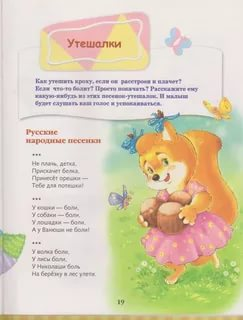 Утешалки
Как утешить кроху, если он расстроен и плачет?
Если что-то болит? Просто покачать? Расскажите ему
какую-нибудь из этих песенок-утешалок. И малыш
будет слушать ваш голос и успокаиваться.
Русские
народные песенки
***
Не плачь, детка,
Прискачет белка,
Принесёт орешки —
Тебе для потешки!
***
У кошки — боли,
У собаки — боли,
У лошадки — боли,
А у Ванюши не боли!
***
У волка боли,
У лисы боли,
У Николаши боль
На берёзку в лес улети.
19